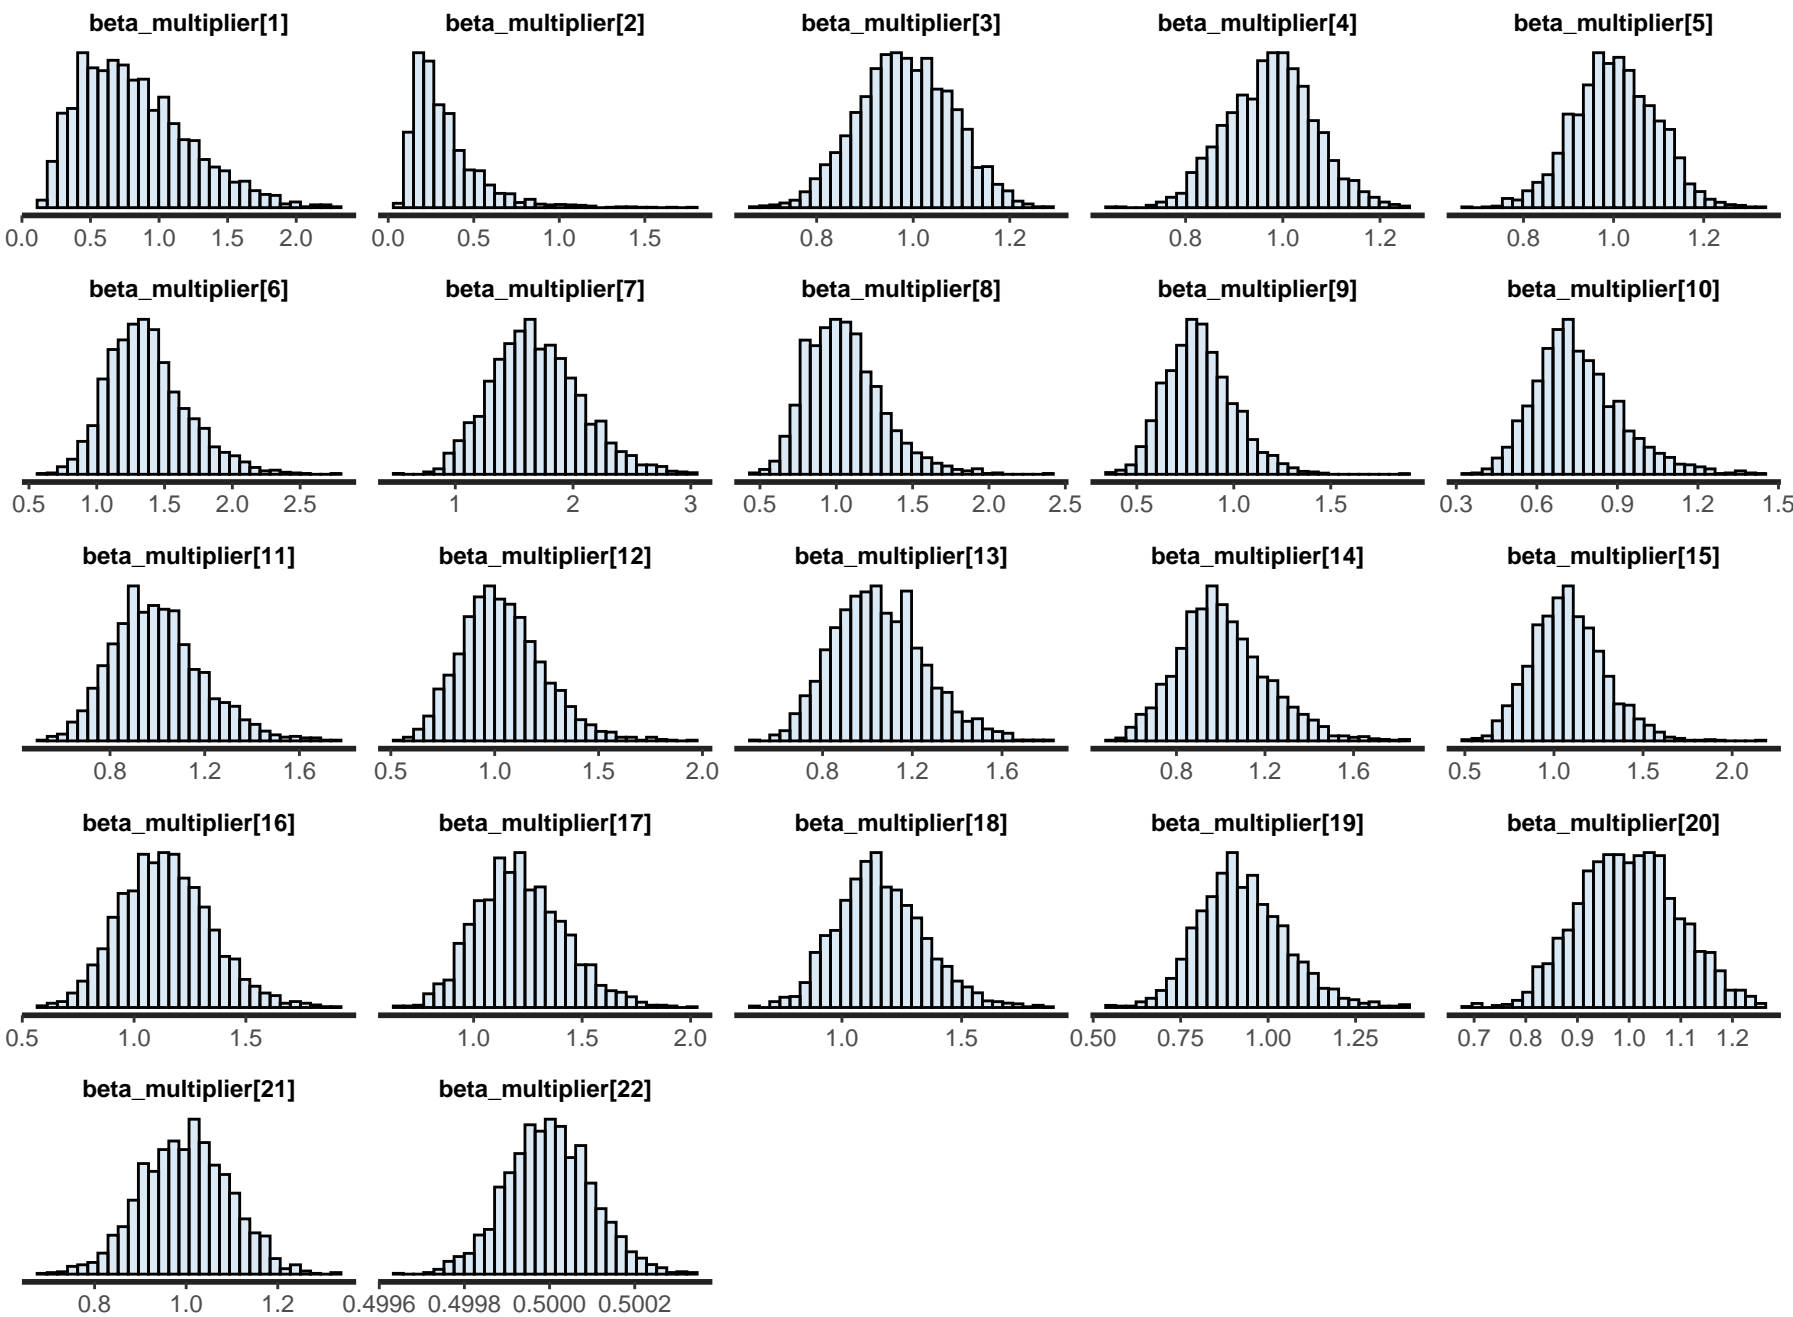 beta_multiplier[1] beta_multiplier[2] beta_multiplier[3] beta_multiplier[4] beta_multiplier[5]
0.0 0.5 1.0 1.5 2.0 0.0 0.5 1.0 1.5 0.8 1.0 1.2 0.8 1.0 1.2 0.8 1.0 1.2
beta_multiplier[6] beta_multiplier[7] beta_multiplier[8] beta_multiplier[9] beta_multiplier[10]
0.5 1.0 1.5 2.0 2.5 1 2 3 0.5 1.0 1.5 2.0 2.5 0.5 1.0 1.5 0.3 0.6 0.9 1.2 1.5
beta_multiplier[11] beta_multiplier[12] beta_multiplier[13] beta_multiplier[14] beta_multiplier[15]
0.8 1.2 1.6 0.5 1.0 1.5 2.0 0.8 1.2 1.6 0.8 1.2 1.6 0.5 1.0 1.5 2.0
beta_multiplier[16] beta_multiplier[17] beta_multiplier[18] beta_multiplier[19] beta_multiplier[20]
0.5 1.0 1.5 1.0 1.5 2.0 1.0 1.5 0.50 0.75 1.00 1.25 0.7 0.8 0.9 1.0 1.1 1.2
beta_multiplier[21] beta_multiplier[22]
0.8 1.0 1.2 0.4996 0.4998 0.5000 0.5002